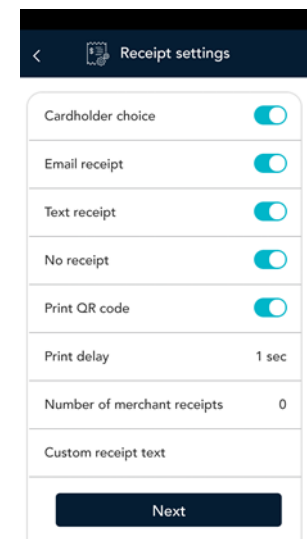 Receipt settings
Cardholder choice
Email receipt
Text receipt
No receipt
Print QR code
Print delay 1 sec
Number of merchant receipts 0
Custom receipt text
Next